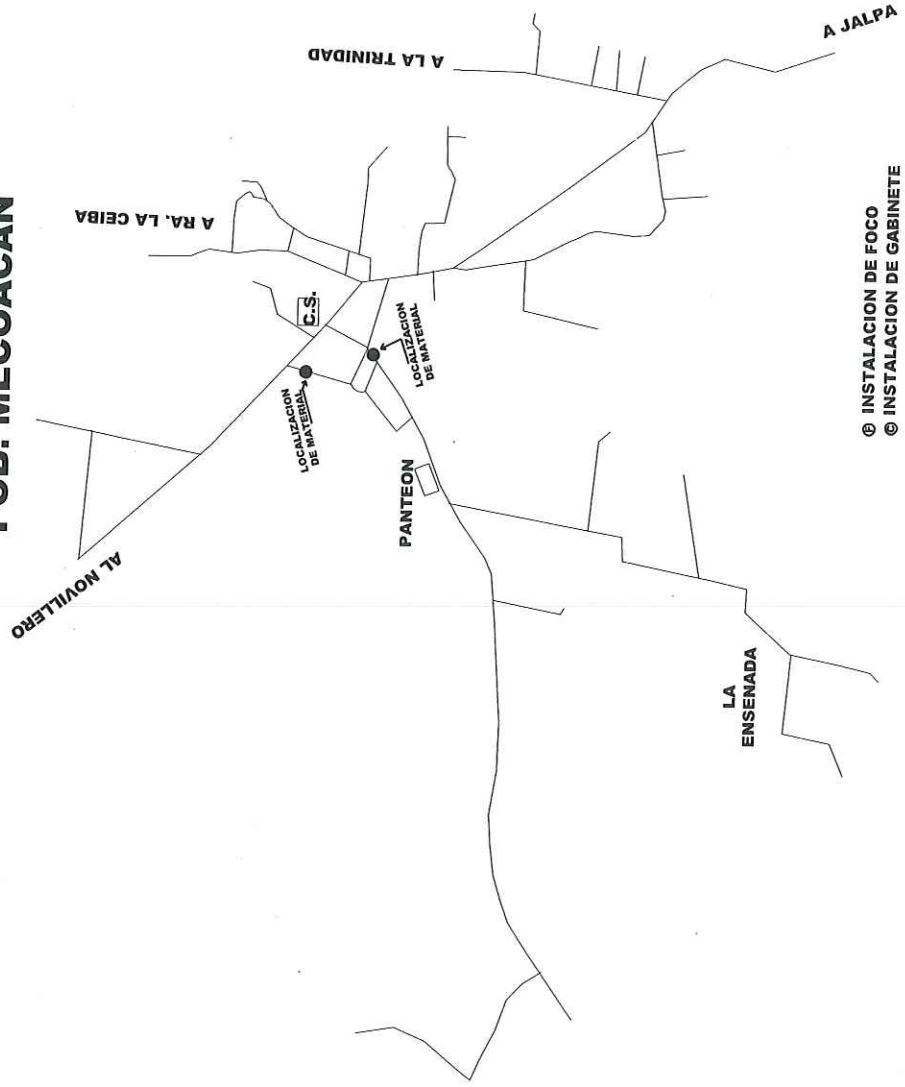 POB. MECOACAN
A JALPA
A LA TRINIDAD
A RA. LA CEIBA
C.S.
LOCALIZACION
DE MATERIAL
LOCALIZACION
DE MATERIAL
PANTEON
AL NOVILLERO
LA
ENSENADA
Ⓕ INSTALACION DE FOCO
Ⓖ INSTALACION DE GABINETE